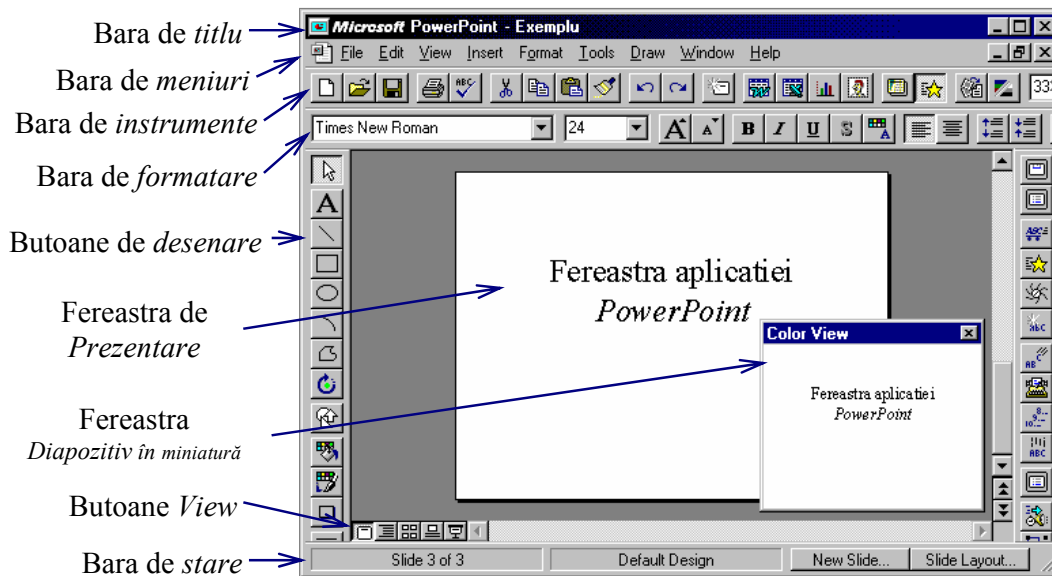 Bara de titlu
Bara de meniuri
Bara de instrumente
Bara de formatare
Butoane de desenare
Fereastra de
Prezentare
Fereastra
Diapozitiv în miniatură
Butoane View
Bara de stare
Microsoft PowerPoint - Exemplu
File Edit View Insert Format Tools Draw Window Help
ABC
33%
Times New Roman
24
A A B I U S A
A
Fereastra aplicatiei
PowerPoint
Color View
Fereastra aplicatiei
PowerPoint
Slide 3 of 3
Default Design
New Slide...
Slide Layout...